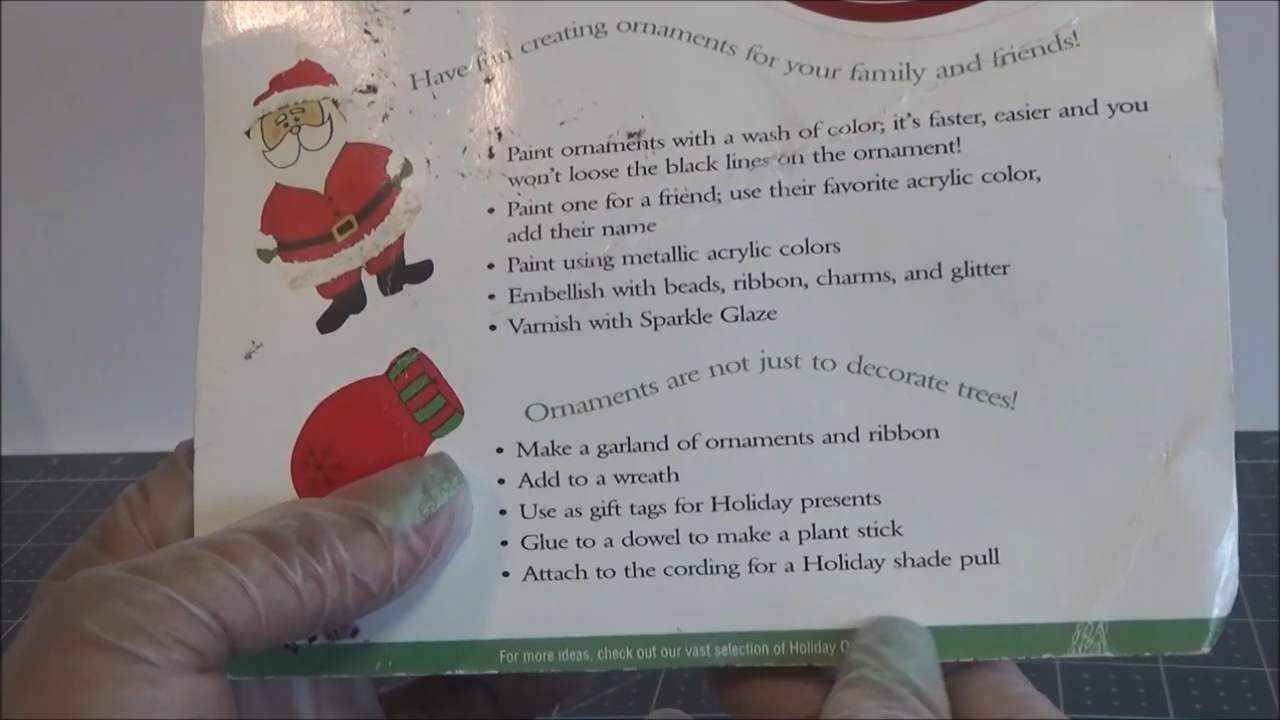 Have fun creating ornaments for your family and friends!
• Paint ornaments with a wash of color; it's faster, easier and you
won't loose the black lines on the ornament!
• Paint one for a friend; use their favorite acrylic color,
add their name
• Paint using metallic acrylic colors
• Embellish with beads, ribbon, charms, and glitter
• Varnish with Sparkle Glaze
Ornaments are not just to decorate trees!
• Make a garland of ornaments and ribbon
• Add to a wreath
• Use as gift tags for Holiday presents
• Glue to a dowel to make a plant stick
• Attach to the cording for a Holiday shade pull
For more ideas, check out our vast selection of Holiday